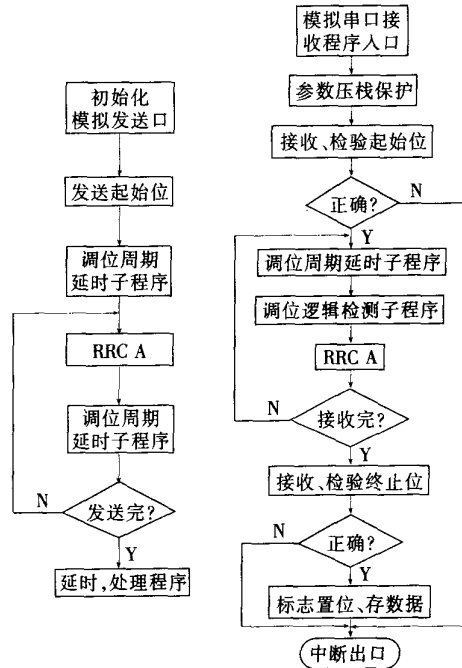 初始化
模拟发送口
发送起始位
调位周期
延时子程序
RRC A
调位周期
延时子程序
发送完?
N
Y
延时,处理程序
模拟串口接
收程序入口
参数压栈保护
接收、检验起始位
正确?
N
Y
调位周期延时子程序
调位逻辑检测子程序
RRC A
接收完?
N
Y
接收、检验终止位
正确?
N
Y
标志置位、存数据
中断出口